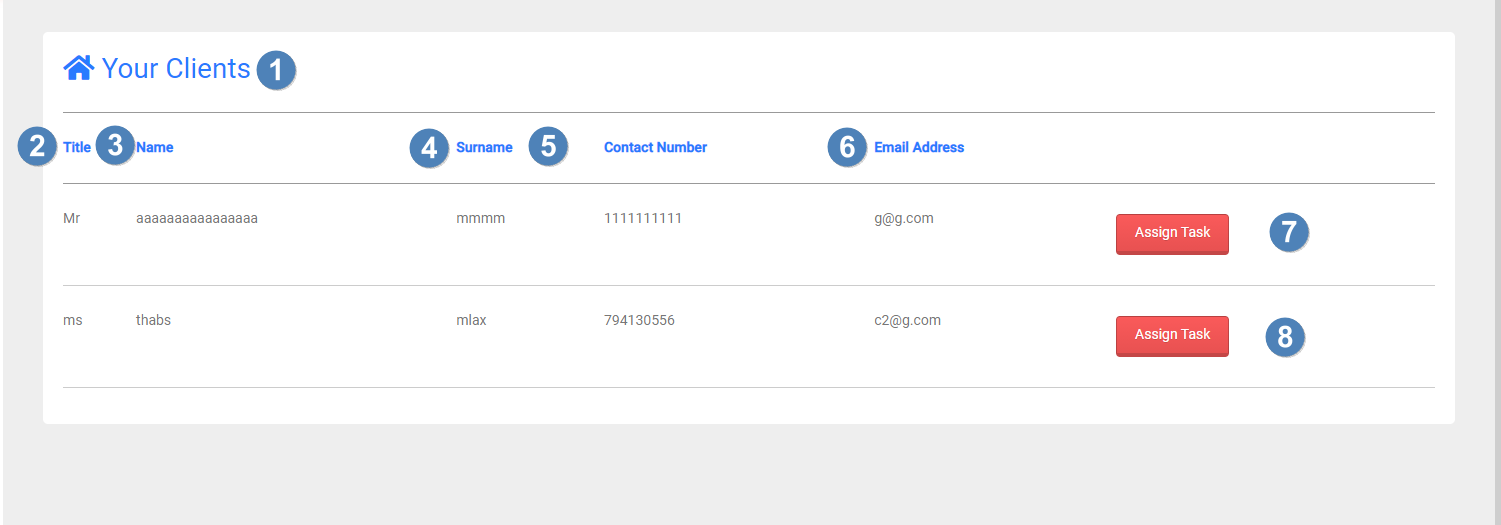 Your Clients 1
2 Title 3 Name 4 Surname 5 Contact Number 6 Email Address
Mr aaaaaaaaaaaaaaaa mmmm 1111111111 g@g.com Assign Task 7
ms thabs mlax 794130556 c2@g.com Assign Task 8